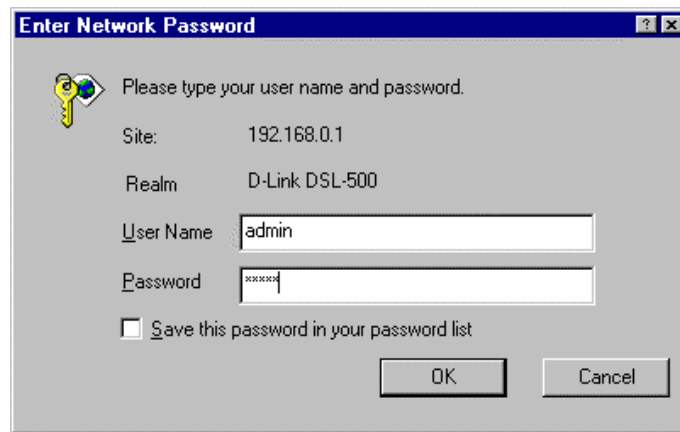 Enter Network Password
Please type your user name and password.
Site: 192.168.0.1
Realm D-Link DSL-500
User Name admin
Password *****
Save this password in your password list
OK Cancel